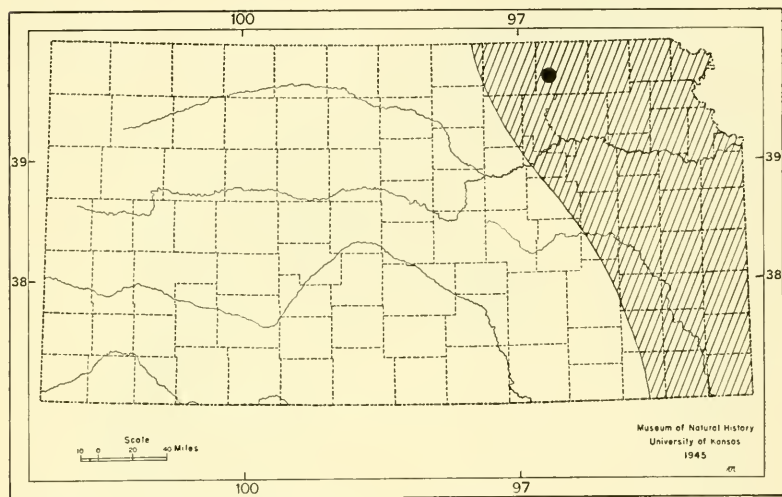 100 97
39 39
38 38
Scale
10 0 20 40 Miles
Museum of Natural History
University of Kansas
1945
100 97